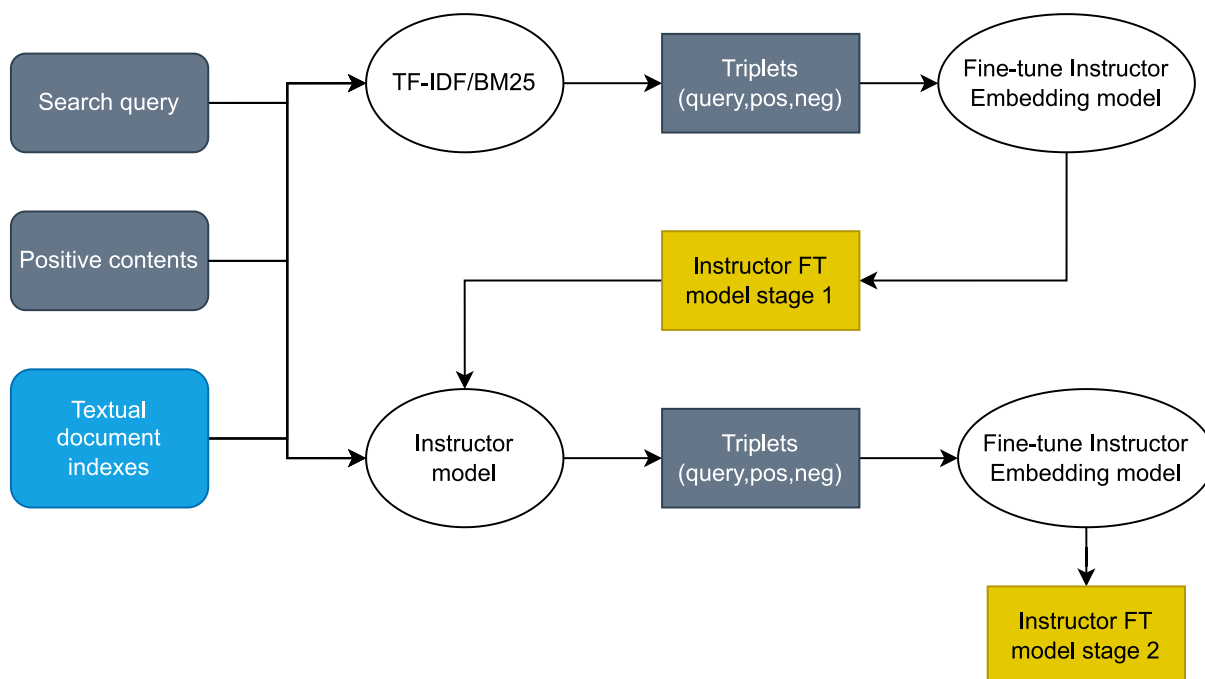 Search query
TF-IDF/BM25
Triplets
(query,pos,neg)
Fine-tune Instructor
Embedding model
Positive contents
Instructor FT
model stage 1
Textual
document
indexes
Instructor
model
Triplets
(query,pos,neg)
Fine-tune Instructor
Embedding model
Instructor FT
model stage 2